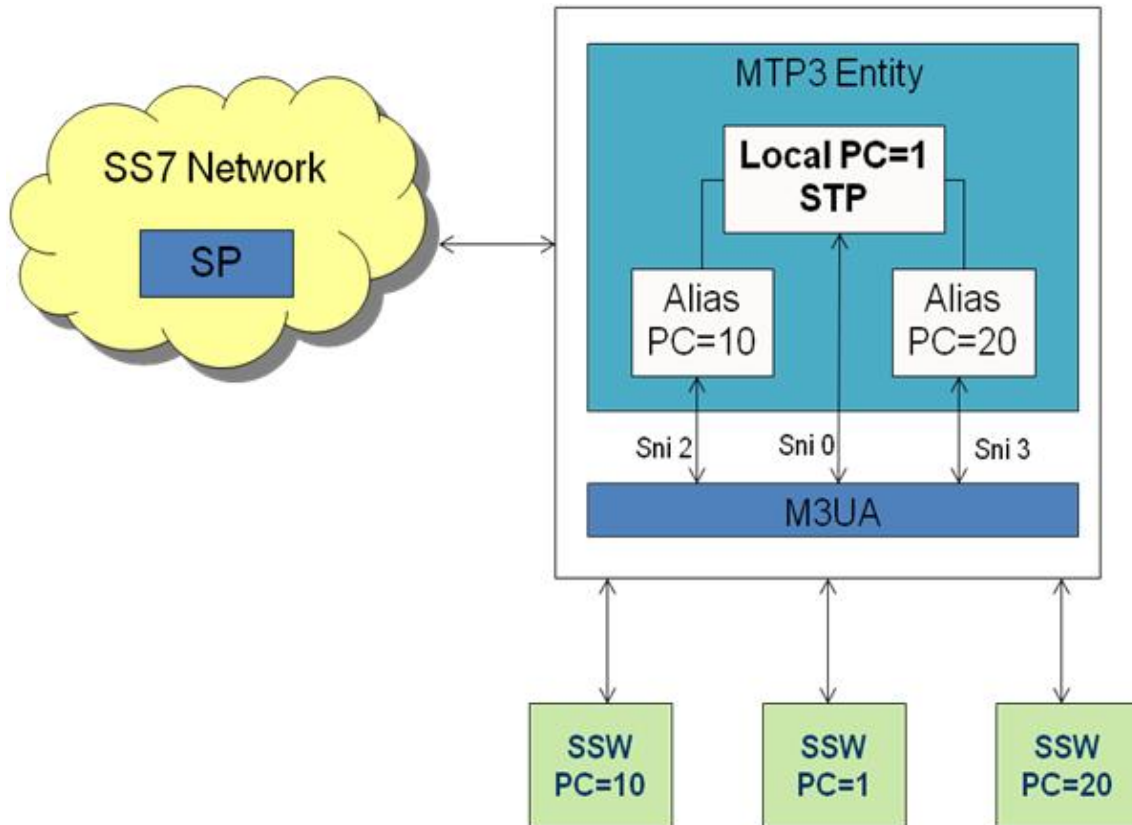 MTP3 Entity
SS7 Network
SP
Local PC=1
STP
Alias
PC=10
Alias
PC=20
Sni 2
Sni 0
Sni 3
M3UA
SSW
PC=10
SSW
PC=1
SSW
PC=20